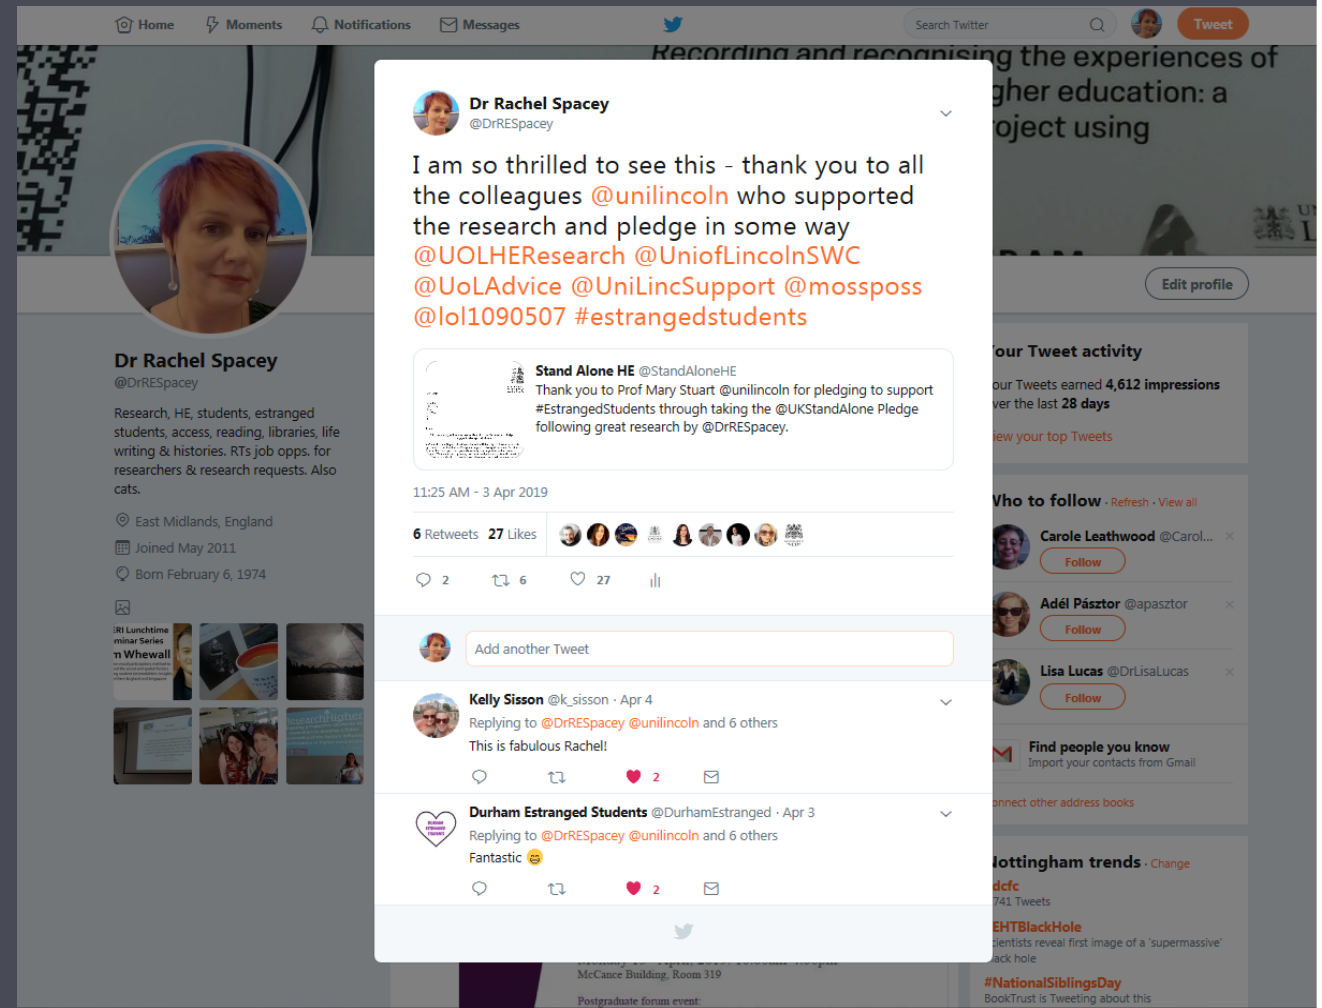 Home
Moments
Notifications
Messages
Search Twitter
Tweet
Recording and recognising the experiences of
gher education: a
oject using
Edit profile
Dr Rachel Spacey
@DrRESpacey
Research, HE, students, estranged
students, access, reading, libraries, life
writing & histories. RTs job opps. for
researchers & research requests. Also
cats.
East Midlands, England
Joined May 2011
Born February 6, 1974
ERI Lunchtime
minar Series
m Whewall
Dr Rachel Spacey
@DrRESpacey
I am so thrilled to see this - thank you to all
the colleagues @unilincoln who supported
the research and pledge in some way
@UOLHEResearch @UniofLincolnSWC
@UoLAdvice @UniLincSupport @mossposs
@lol1090507 #estrangedstudents
Stand Alone HE @StandAloneHE
Thank you to Prof Mary Stuart @unilincoln for pledging to support
#EstrangedStudents through taking the @UKStandAlone Pledge
following great research by @DrRESpacey.
11:25 AM - 3 Apr 2019
6 Retweets 27 Likes
2 6 27
Add another Tweet
Kelly Sisson @k_sisson · Apr 4
Replying to @DrRESpacey @unilincoln and 6 others
This is fabulous Rachel!
2
Durham Estranged Students @DurhamEstranged · Apr 3
Replying to @DrRESpacey @unilincoln and 6 others
Fantastic 😄
2
our Tweet activity
our Tweets earned 4,612 impressions
ver the last 28 days
iew your top Tweets
Who to follow · Refresh · View all
Carole Leathwood @Carol...
Follow
Adél Pásztor @apasztor
Follow
Lisa Lucas @DrLisaLucas
Follow
Find people you know
Import your contacts from Gmail
onnect other address books
Nottingham trends · Change
dcfc
741 Tweets
EHTBlackHole
cientists reveal first image of a 'supermassive'
lack hole
#NationalSiblingsDay
BookTrust is Tweeting about this
McCance Building, Room 319
Postgraduate forum event: